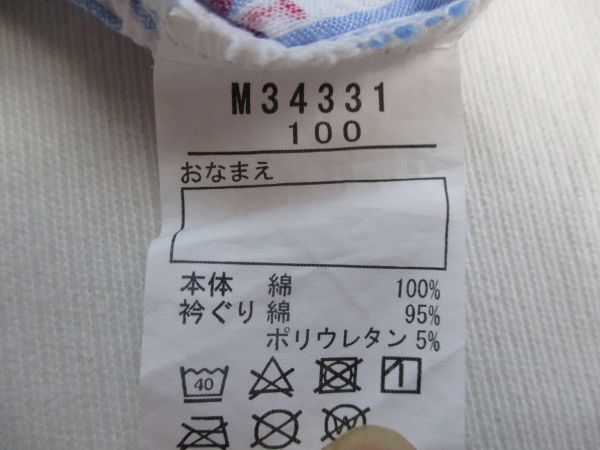 M34331
100
おなまえ
本体 綿 100%
衿ぐり 綿 95%
ポリウレタン 5%
40
W